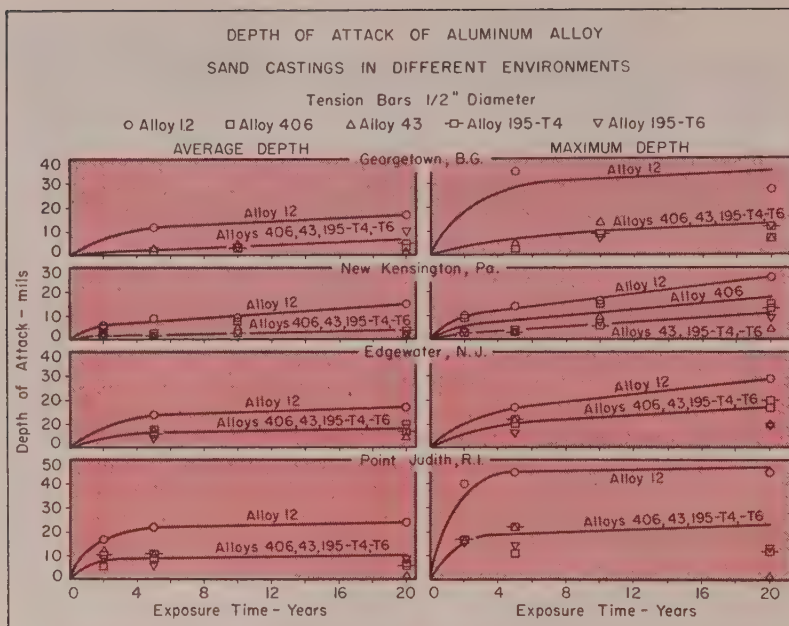 DEPTH OF ATTACK OF ALUMINUM ALLOY
SAND CASTINGS IN DIFFERENT ENVIRONMENTS
Tension Bars 1/2" Diameter
○ Alloy 12 □ Alloy 406 △ Alloy 43 -□- Alloy 195-T4 ▽ Alloy 195-T6
AVERAGE DEPTH MAXIMUM DEPTH
Georgetown, B.G.
40
30
20
10
0
Alloy 12
Alloys 406,43,195-T4,-T6
Alloy 12
Alloys 406,43,195-T4,-T6
New Kensington, Pa.
30
20
10
0
Alloy 12
Alloys 406,43,195-T4,-T6
Alloy 12
Alloy 406
Alloys 43,195-T4,-T6
Edgewater, N.J.
40
30
20
10
0
Alloy 12
Alloys 406,43,195-T4,-T6
Alloy 12
Alloys 406,43,195-T4,-T6
Point Judith, R.I.
50
40
30
20
10
0
Alloy 12
Alloys 406,43,195-T4,-T6
Alloy 12
Alloys 406,43,195-T4,-T6
Depth of Attack - mils
0 4 8 12 16 20 0 4 8 12 16 20
Exposure Time - Years Exposure Time - Years